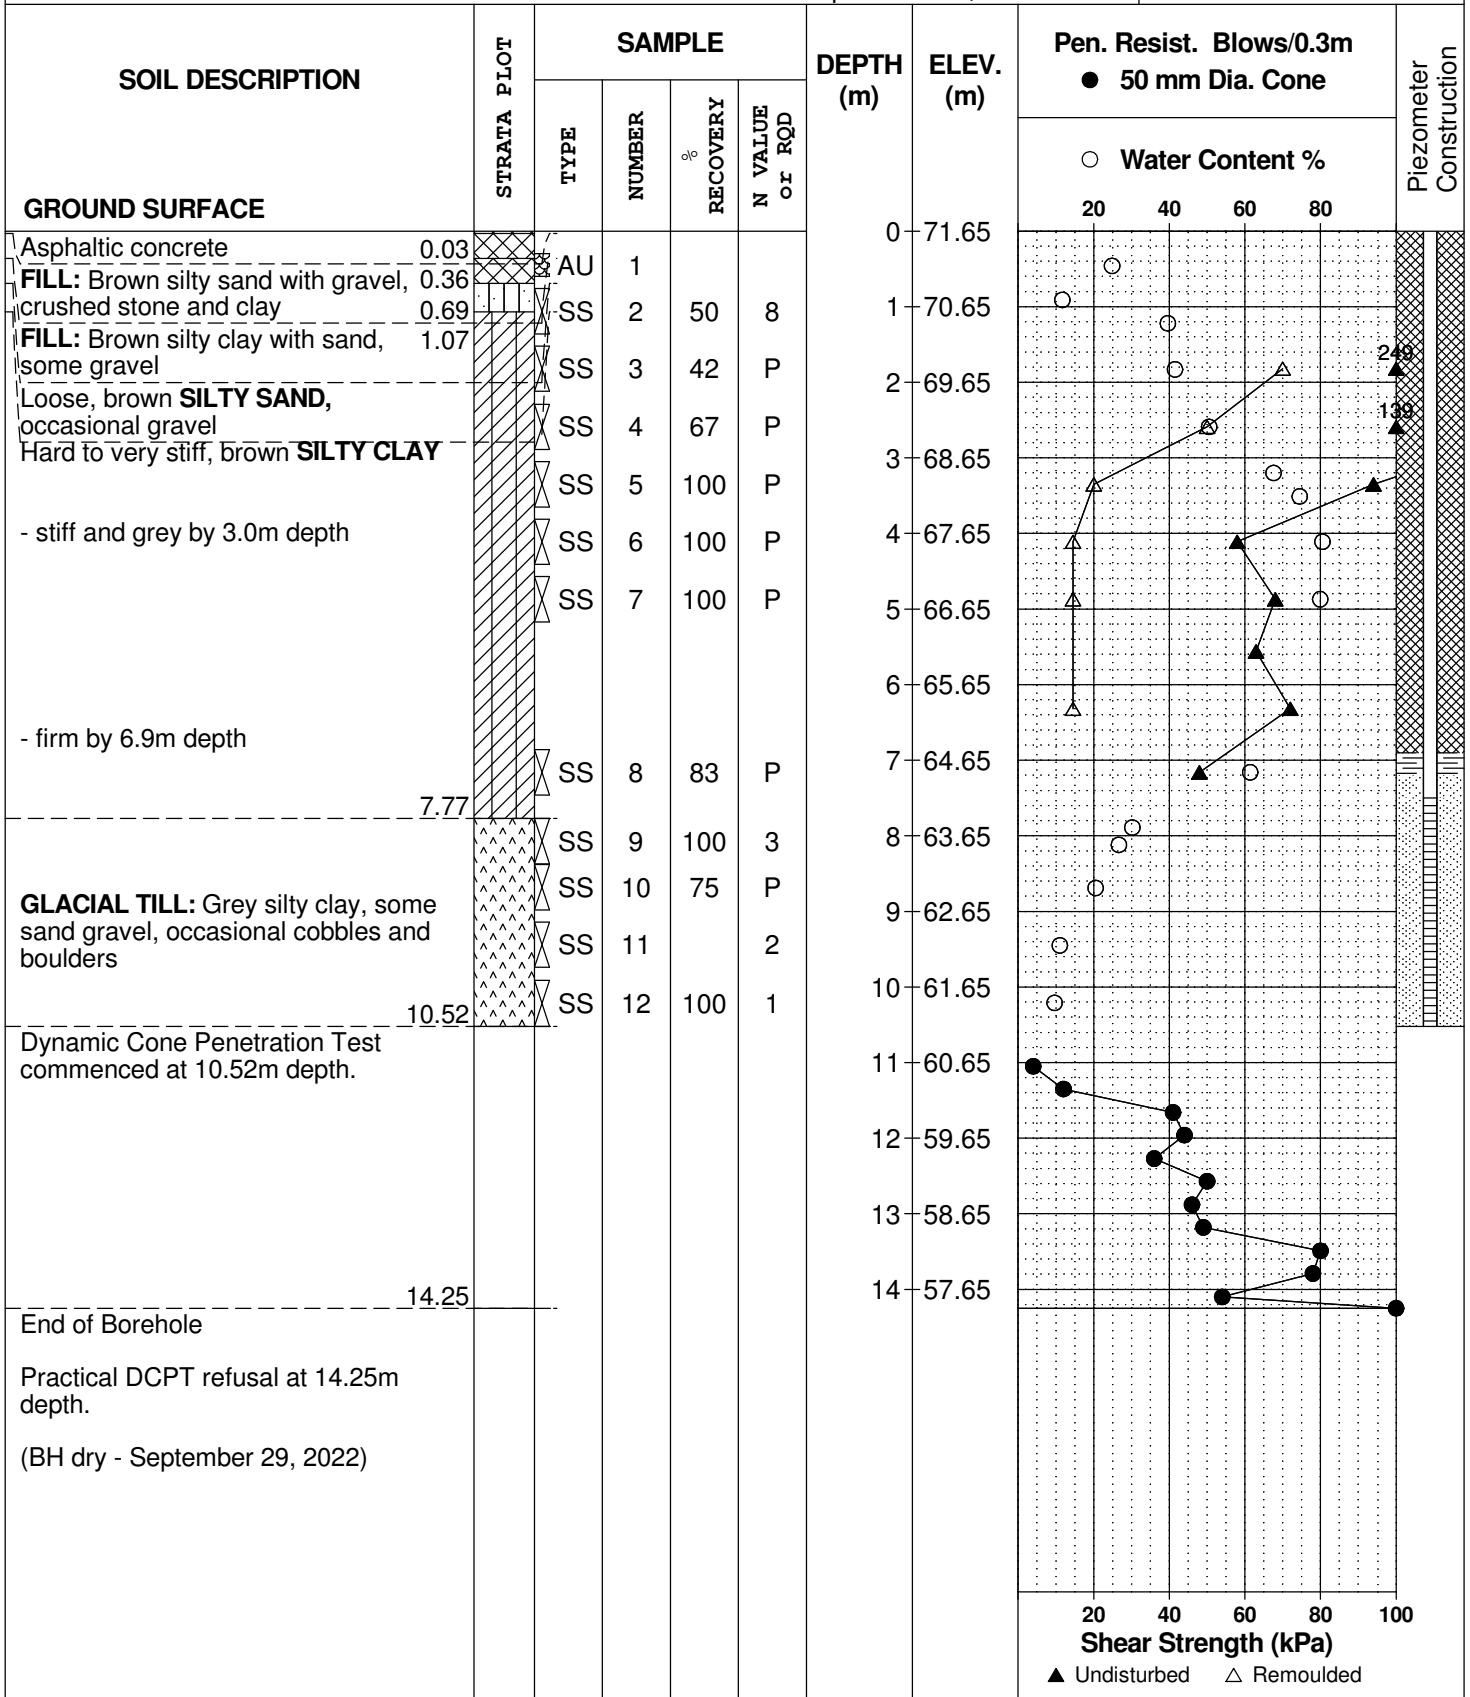 SOIL DESCRIPTION
GROUND SURFACE
STRATA PLOT
SAMPLE
TYPE
NUMBER
% RECOVERY
N VALUE or RQD
DEPTH (m)
ELEV. (m)
Pen. Resist. Blows/0.3m
● 50 mm Dia. Cone
○ Water Content %
20 40 60 80
Piezometer Construction
Asphaltic concrete 0.03
FILL: Brown silty sand with gravel, 0.36
crushed stone and clay 0.69
FILL: Brown silty clay with sand, 1.07
some gravel
Loose, brown SILTY SAND,
occasional gravel
Hard to very stiff, brown SILTY CLAY
- stiff and grey by 3.0m depth
- firm by 6.9m depth
7.77
GLACIAL TILL: Grey silty clay, some
sand gravel, occasional cobbles and
boulders
10.52
Dynamic Cone Penetration Test
commenced at 10.52m depth.
14.25
End of Borehole
Practical DCPT refusal at 14.25m
depth.
(BH dry - September 29, 2022)
AU 1
SS 2 50 8
SS 3 42 P
SS 4 67 P
SS 5 100 P
SS 6 100 P
SS 7 100 P
SS 8 83 P
SS 9 100 3
SS 10 75 P
SS 11 2
SS 12 100 1
0 71.65
1 70.65
2 69.65
3 68.65
4 67.65
5 66.65
6 65.65
7 64.65
8 63.65
9 62.65
10 61.65
11 60.65
12 59.65
13 58.65
14 57.65
249
139
20 40 60 80 100
Shear Strength (kPa)
▲ Undisturbed △ Remoulded